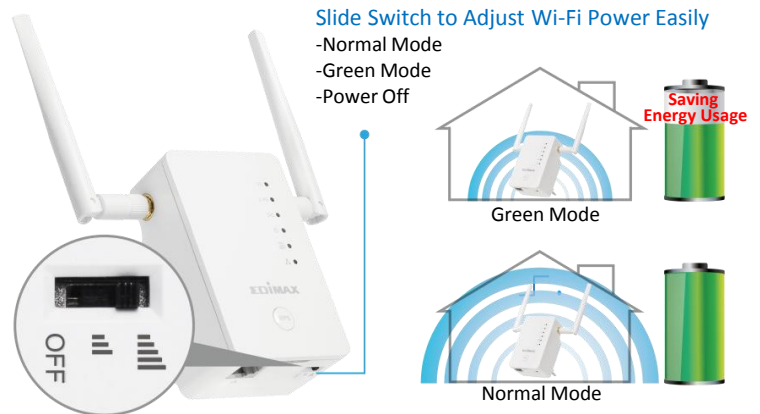 Slide Switch to Adjust Wi-Fi Power Easily
-Normal Mode
-Green Mode
-Power Off
Saving
Energy Usage
Green Mode
EDIMAX
OFF
Normal Mode